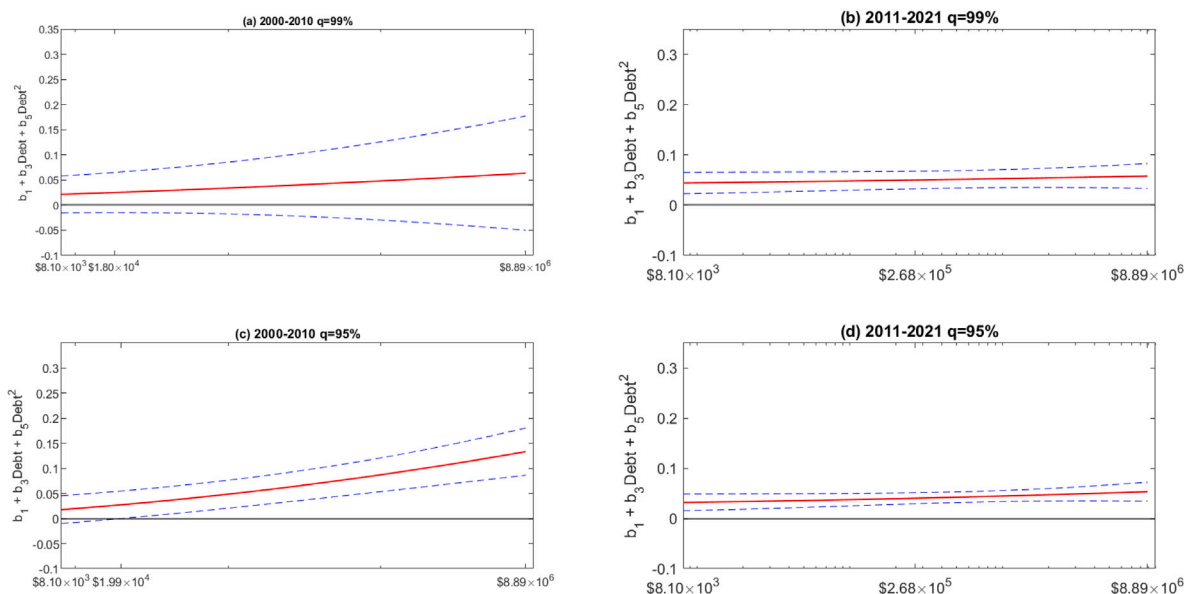 (a) 2000-2010 q=99%
0.35
0.3
0.25
0.2
0.15
0.1
0.05
0
-0.05
-0.1
b₁ + b₃Debt + b₅Debt²
$8.10×10³ $1.80×10⁴ $8.89×10⁶
(b) 2011-2021 q=99%
0.3
0.2
0.1
0
-0.1
b₁ + b₃Debt + b₅Debt²
$8.10×10³ $2.68×10⁵ $8.89×10⁶
(c) 2000-2010 q=95%
0.3
0.25
0.2
0.15
0.1
0.05
0
-0.05
-0.1
b₁ + b₃Debt + b₅Debt²
$8.10×10³ $1.99×10⁴ $8.89×10⁶
(d) 2011-2021 q=95%
0.3
0.2
0.1
0
-0.1
b₁ + b₃Debt + b₅Debt²
$8.10×10³ $2.68×10⁵ $8.89×10⁶